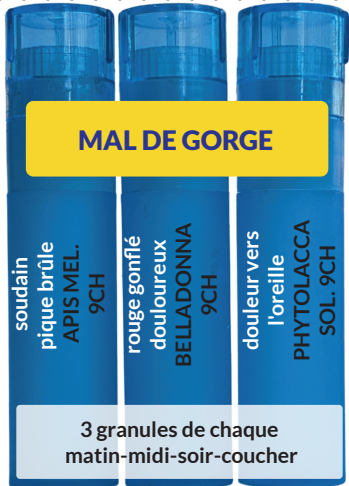 MAL DE GORGE
soudain
pique brûle
APIS MEL.
9CH
rouge gonflé
douloureux
BELLADONNA
9CH
douleur vers
l'oreille
PHYTOLACCA
SOL. 9CH
3 granules de chaque
matin-midi-soir-coucher